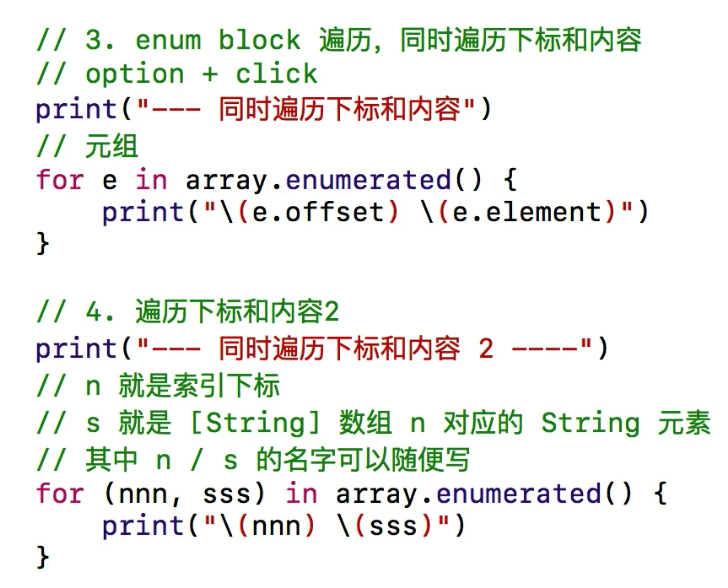 // 3. enum block 遍历，同时遍历下标和内容
// option + click
print("--- 同时遍历下标和内容")
// 元组
for e in array.enumerated() {
    print("\(e.offset) \(e.element)")
}

// 4. 遍历下标和内容2
print("--- 同时遍历下标和内容 2 ----")
// n 就是索引下标
// s 就是 [String] 数组 n 对应的 String 元素
// 其中 n / s 的名字可以随便写
for (nnn, sss) in array.enumerated() {
    print("\(nnn) \(sss)")
}